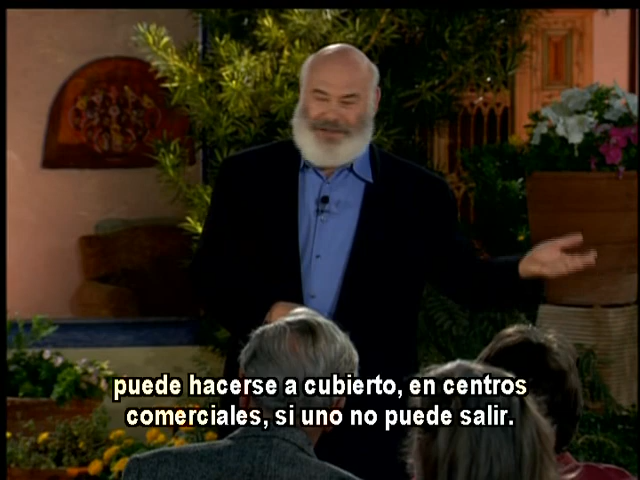 puede hacerse a cubierto, en centros
comerciales, si uno no puede salir.